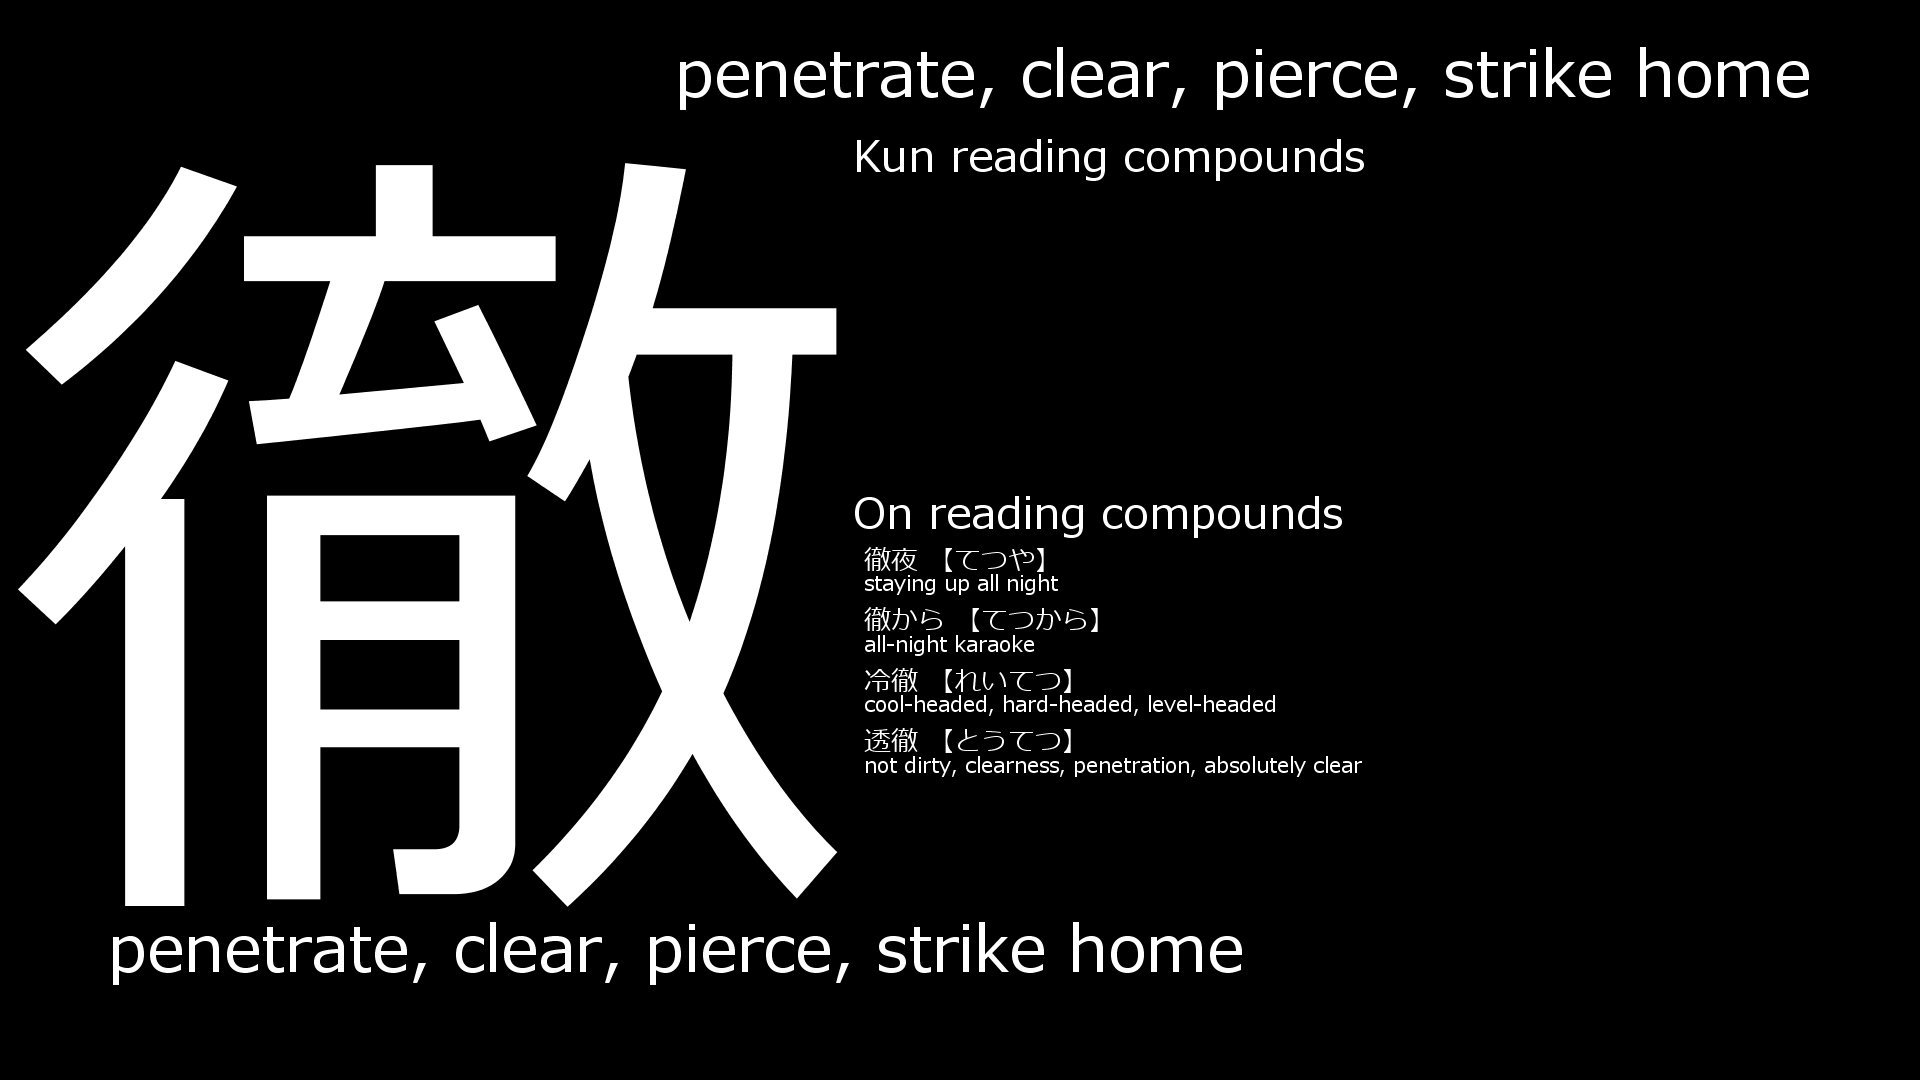 penetrate, clear, pierce, strike home
Kun reading compounds
徹
On reading compounds
徹夜 【てつや】
staying up all night
徹から 【てつから】
all-night karaoke
冷徹 【れいてつ】
cool-headed, hard-headed, level-headed
透徹 【とうてつ】
not dirty, clearness, penetration, absolutely clear
penetrate, clear, pierce, strike home